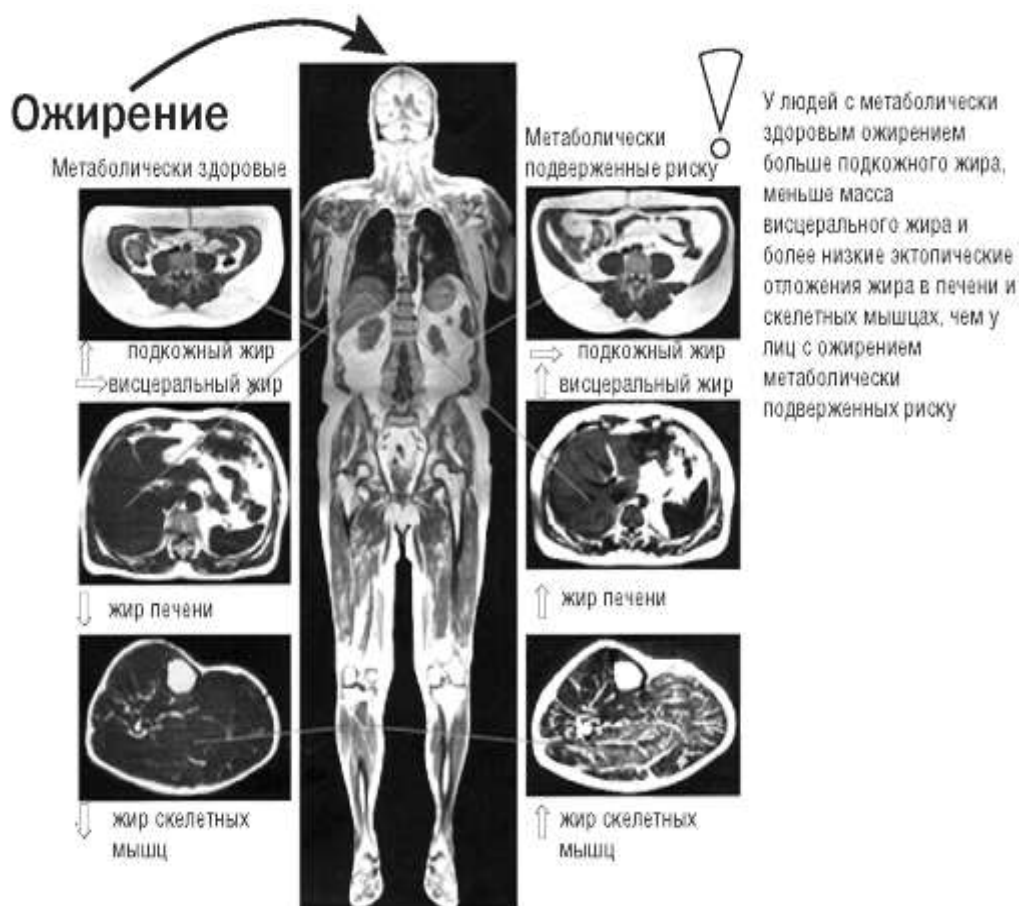 Ожирение
Метаболически здоровые
подкожный жир
висцеральный жир
жир печени
жир скелетных
мышц
Метаболически
подверженные риску
подкожный жир
висцеральный жир
жир печени
жир скелетных
мышц
У людей с метаболически
здоровым ожирением
больше подкожного жира,
меньше масса
висцерального жира и
более низкие эктопические
отложения жира в печени и
скелетных мышцах, чем у
лиц с ожирением
метаболически
подверженных риску